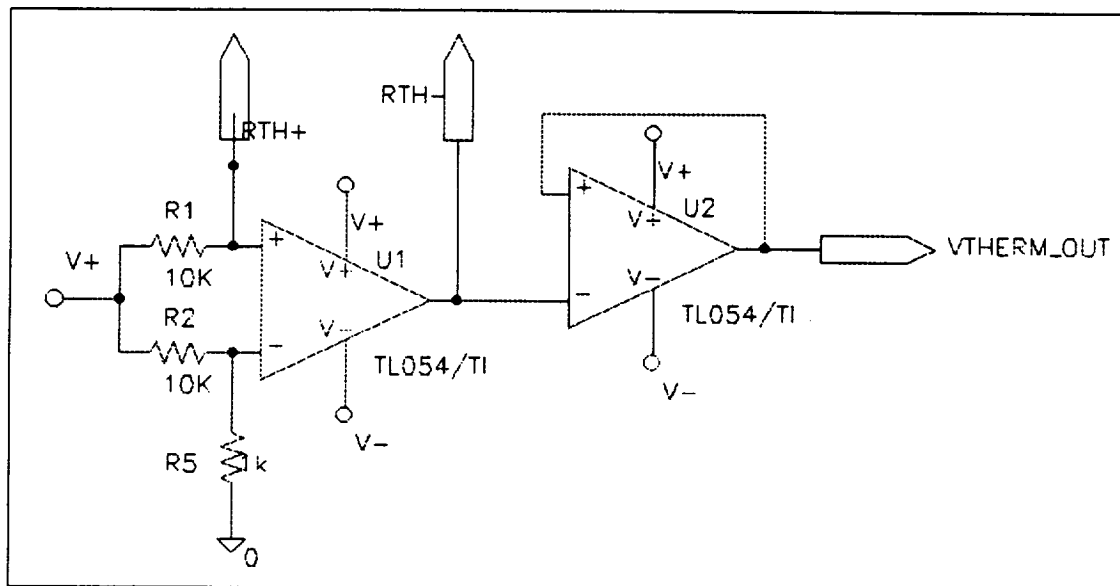 RTH+
RTH-
R1
10K
V+
R2
10K
R5
1k
0
+
-
V+
V+
V-
V-
U1
TL054/TI
+
-
V+
V+
V-
V-
U2
TL054/TI
VTHERM_OUT